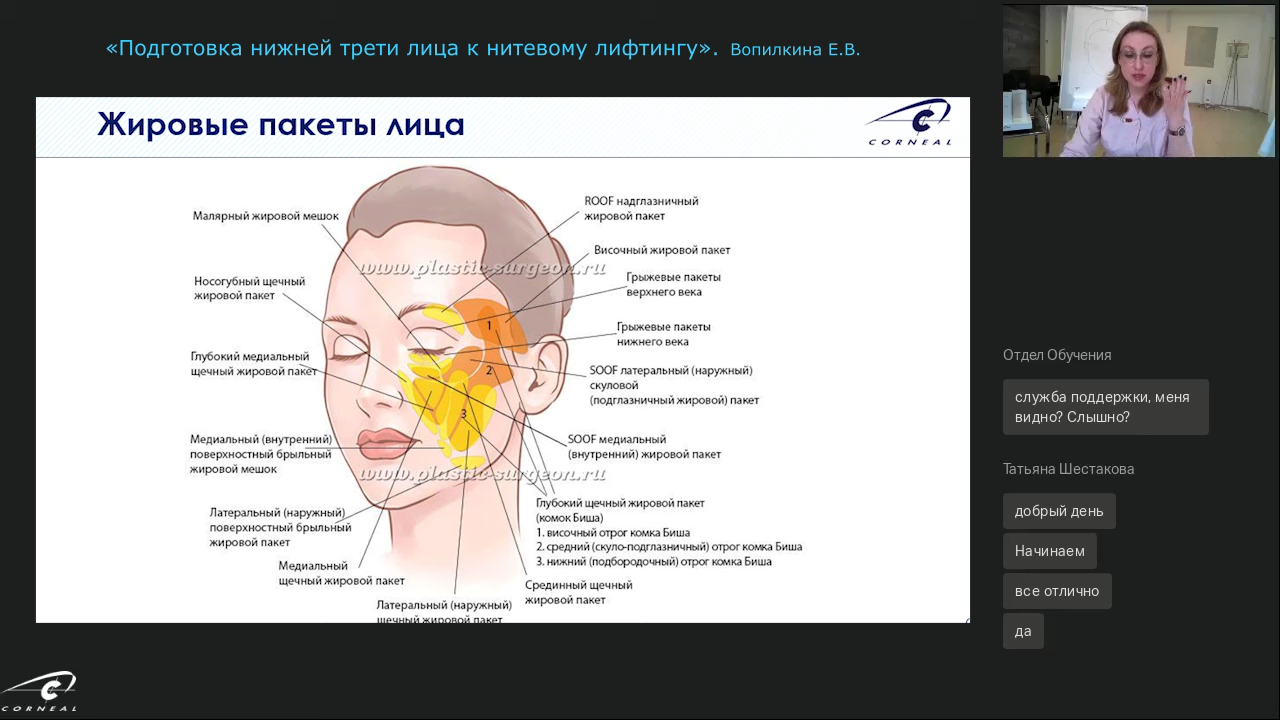 «Подготовка нижней трети лица к нитевому лифтингу». Вопилкина Е.В.
Жировые пакеты лица
CORNEAL
Малярный жировой мешок
Носогубный щечный
жировой пакет
Глубокий медиальный
щечный жировой пакет
Медиальный (внутренний)
поверхностный брыльный
жировой мешок
Латеральный (наружный)
поверхностный брыльный
жировой пакет
Медиальный
щечный жировой пакет
Латеральный (наружный)
щечный жировой пакет
ROOF надглазничный
жировой пакет
Височный жировой пакет
Грыжевые пакеты
верхнего века
Грыжевые пакеты
нижнего века
SOOF латеральный (наружный)
скуловой
(подглазничный жировой) пакет
SOOF медиальный
(внутренний) жировой пакет
Глубокий щечный жировой пакет
(комок Биша)
1. височный отрог комка Биша
2. средний (скуло-подглазничный) отрог комка Биша
3. нижний (подбородочный) отрог комка Биша
Срединный щечный
жировой пакет
www.plastic-surgeon.ru
1
2
3
www.plastic-surgeon.ru
Отдел Обучения
служба поддержки, меня
видно? Слышно?
Татьяна Шестакова
добрый день
Начинаем
все отлично
да
CORNEAL